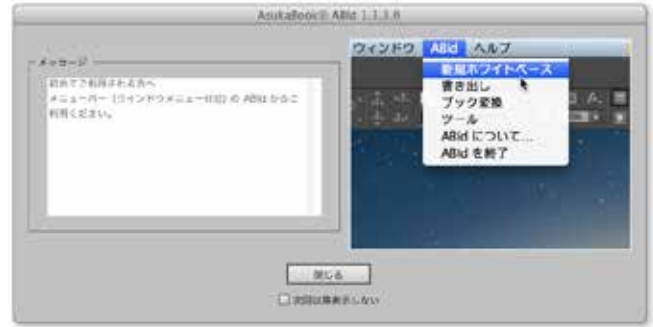 AsukaBook® ABid 1.1.3.0
メッセージ
初めてご利用される方へ
メニューバー（ウインドウメニュー付近）の ABid からご
利用ください。
ウィンドウ ABid ヘルプ
新規ホワイトベース
書き出し
ブック変換
ツール
ABid について...
ABid を終了
閉じる
次回以降表示しない